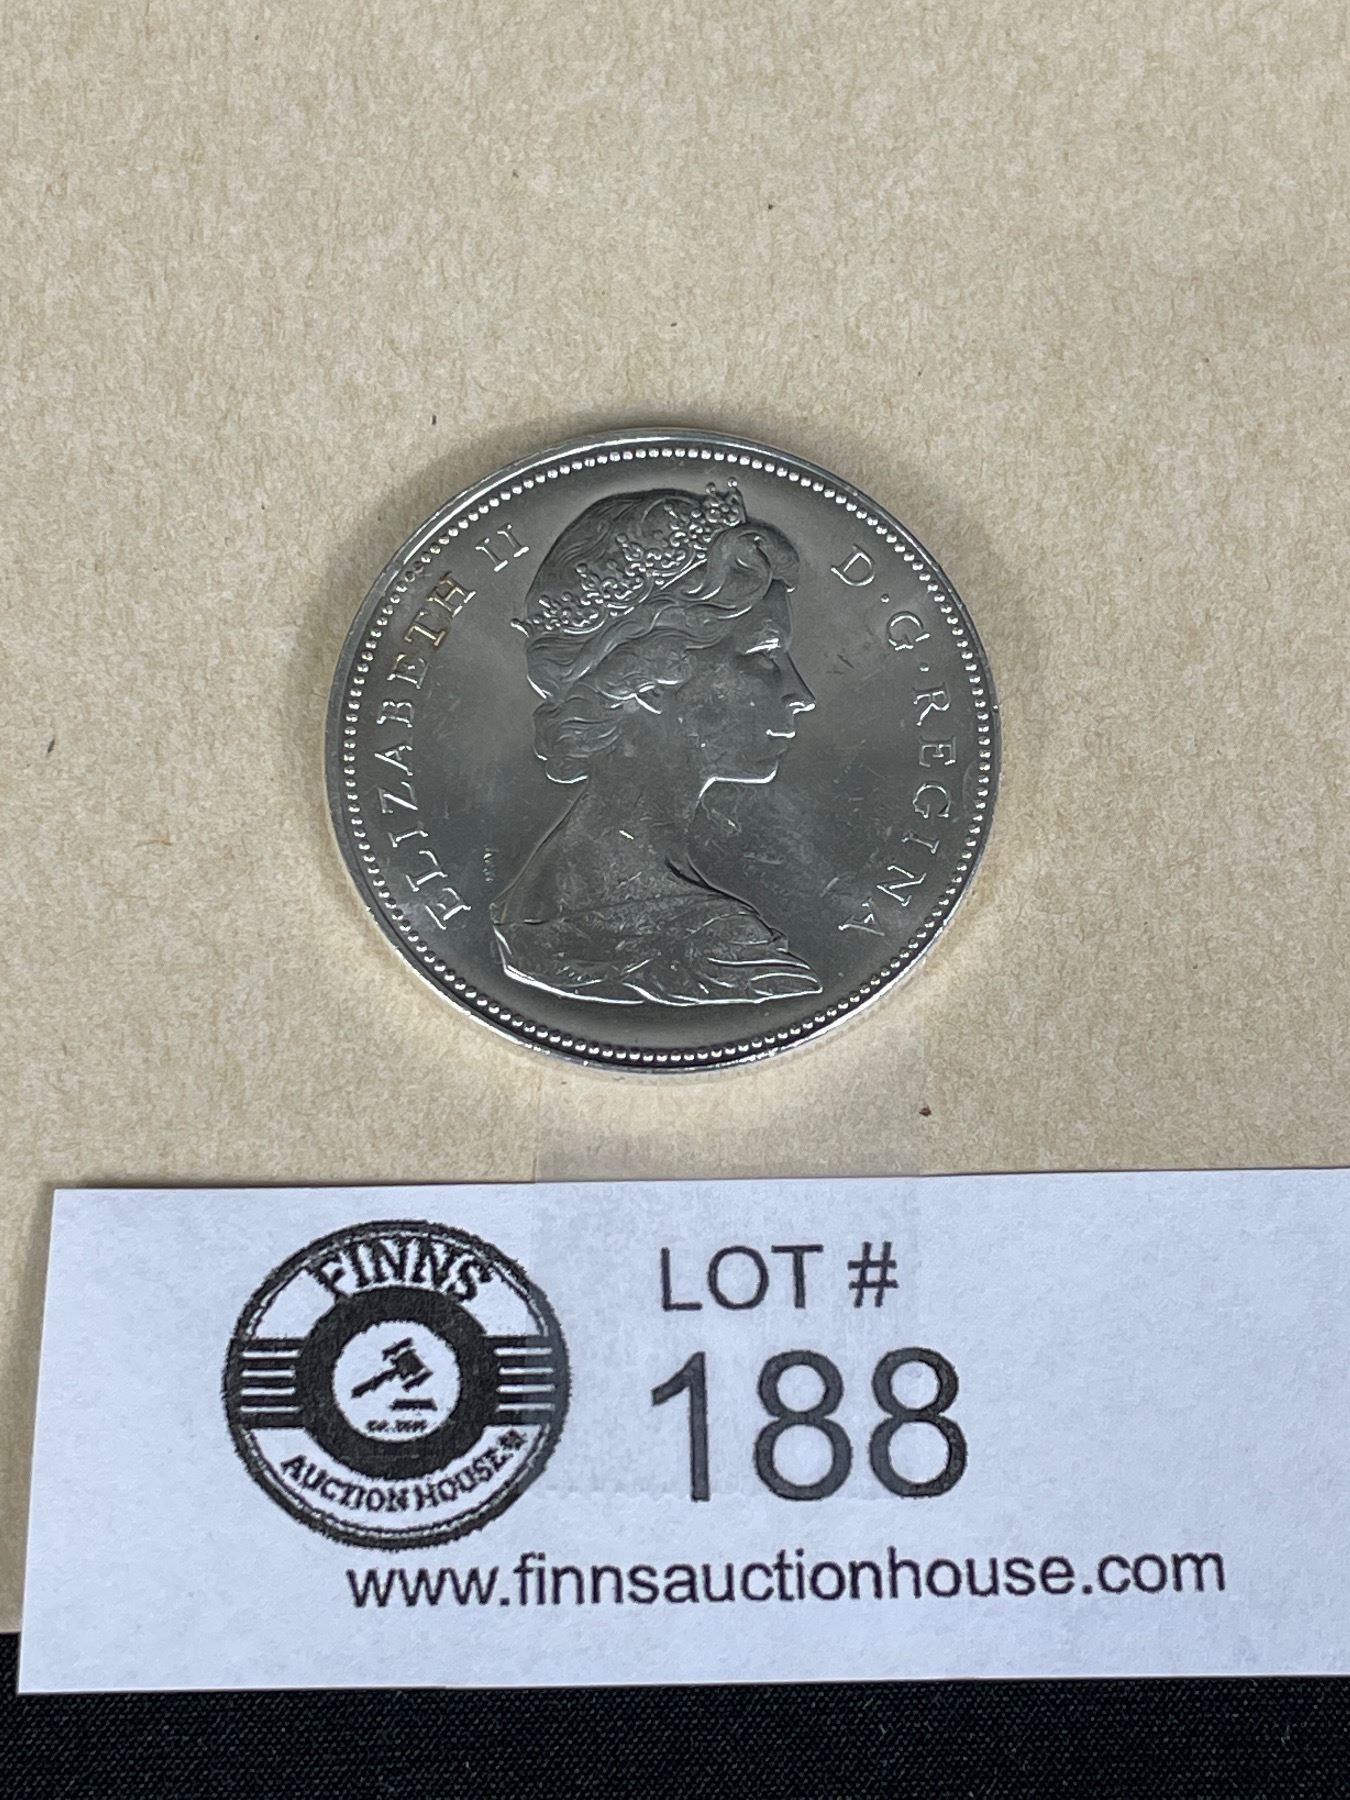 ELIZABETH II D·G·REGINA
FINNS
AUCTION HOUSE
LOT #
188
www.finnsauctionhouse.com